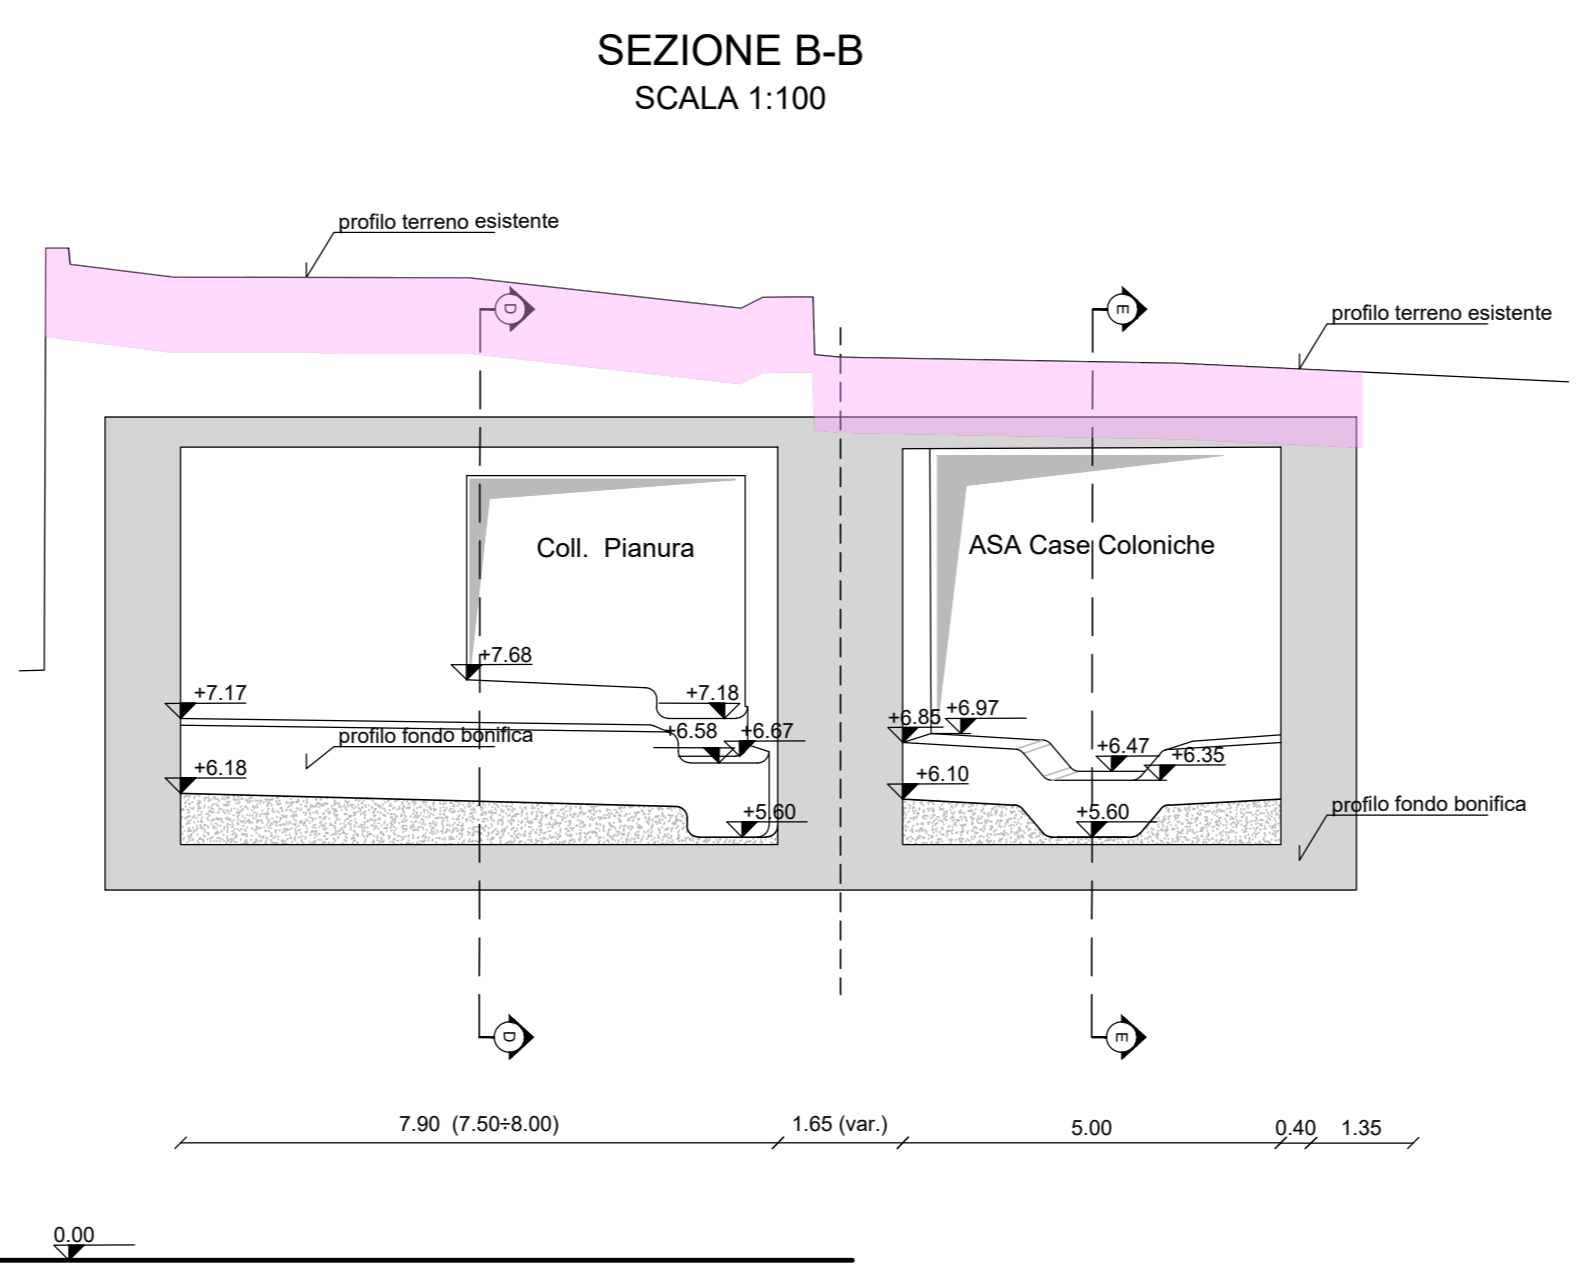 SEZIONE B-B
SCALA 1:100
profilo terreno esistente
D
E
profilo terreno esistente
Coll. Pianura
ASA Case Coloniche
+7.68
+7.17
+7.18
+6.85
+6.97
profilo fondo bonifica
+6.58
+6.67
+6.47
+6.35
+6.18
+6.10
+5.60
+5.60
profilo fondo bonifica
D
E
7.90 (7.50÷8.00)
1.65 (var.)
5.00
0.40
1.35
0.00